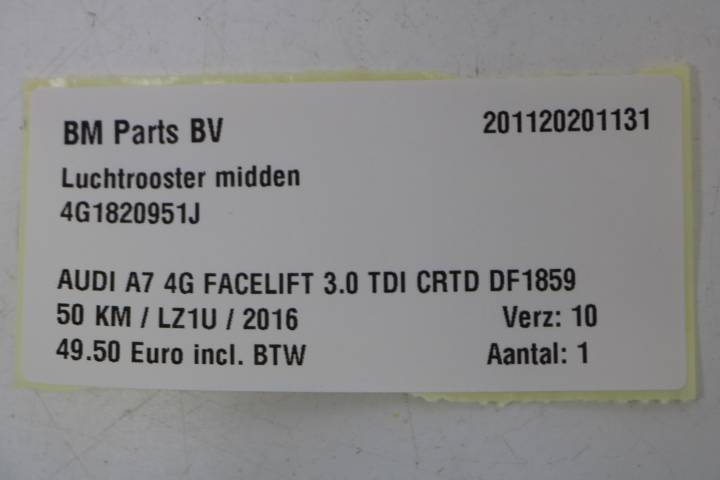 BM Parts BV 201120201131
Luchtrooster midden
4G1820951J
AUDI A7 4G FACELIFT 3.0 TDI CRTD DF1859
50 KM / LZ1U / 2016 Verz: 10
49.50 Euro incl. BTW Aantal: 1